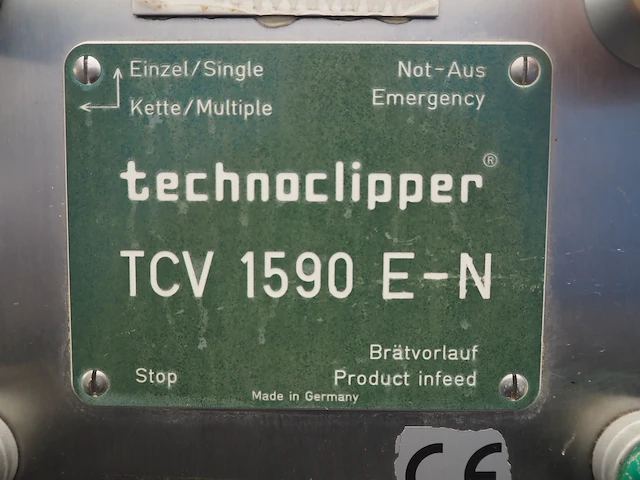 Einzel/Single
Kette/Multiple
Not-Aus
Emergency
technoclipper®
TCV 1590 E-N
Stop
Brätvorlauf
Product infeed
Made in Germany
CE